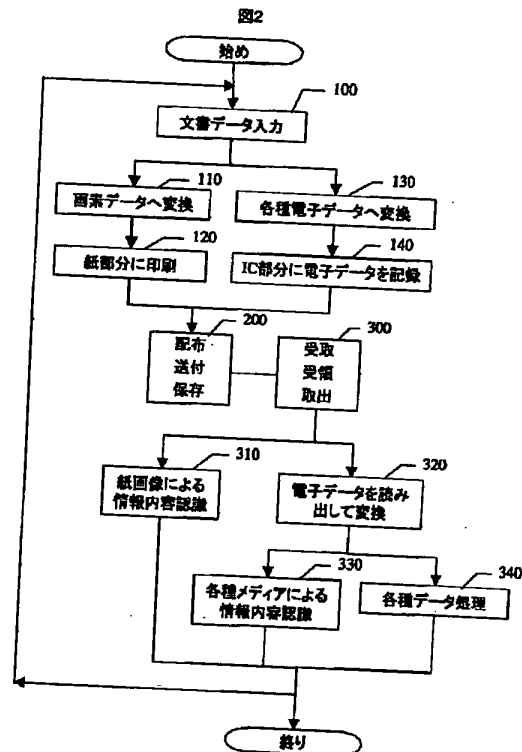 図2
始め
100
文書データ入力
110
画素データへ変換
130
各種電子データへ変換
120
紙部分に印刷
140
IC部分に電子データを記録
200
配布
送付
保存
300
受取
受領
取出
310
紙画像による
情報内容認識
320
電子データを読み
出して変換
330
各種メディアによる
情報内容認識
340
各種データ処理
終り